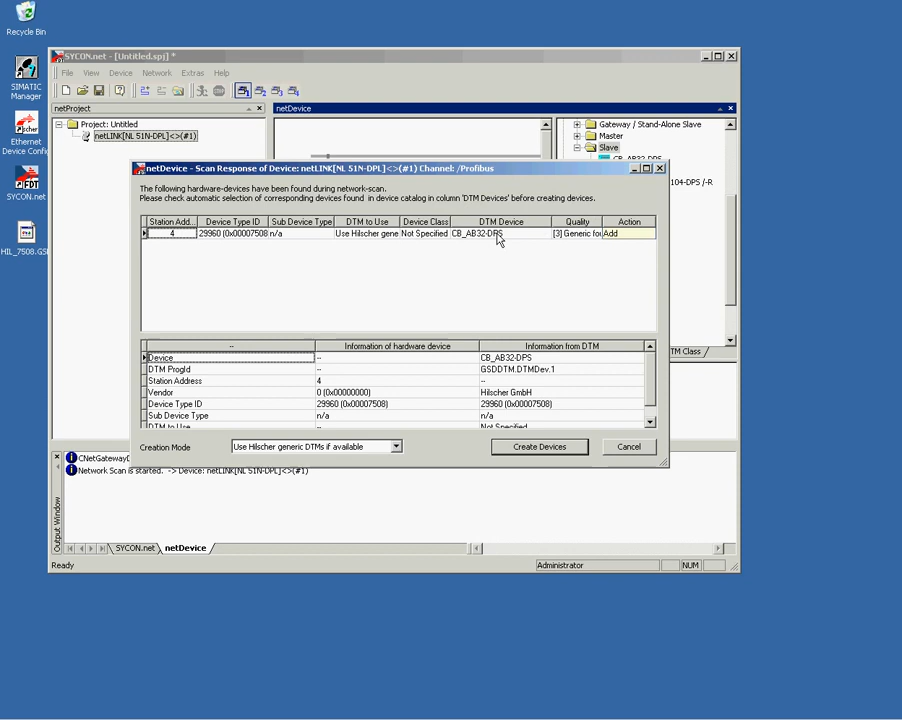 Recycle Bin
SIMATIC
Manager
Ethernet
Device Confi
SYCON.net
HIL_7508.GS
SYCON.net - [Untitled.spj] *
File View Device Network Extras Help
netProject
netDevice
Project: Untitled
netLINK[NL 51N-DPL]<>(#1)
Gateway / Stand-Alone Slave
Master
Slave
CB_AB32-DPS
104-DPS /-R
TM Class
netDevice - Scan Response of Device: netLINK[NL 51N-DPL]<>(#1) Channel: /Profibus
The following hardware-devices have been found during network-scan.
Please check automatic selection of corresponding devices found in device catalog in column 'DTM Devices' before creating devices.
Station Add... Device Type ID Sub Device Type DTM to Use Device Class DTM Device Quality Action
4 29960 (0x00007508 n/a Use Hilscher gene Not Specified CB_AB32-DPS [3] Generic fo Add
-- Information of hardware device Information from DTM
Device -- CB_AB32-DPS
DTM ProgId GSDDTM.DTMDev.1
Station Address 4 --
Vendor 0 (0x00000000) Hilscher GmbH
Device Type ID 29960 (0x00007508) 29960 (0x00007508)
Sub Device Type n/a n/a
DTM to Use Not Specified
Creation Mode Use Hilscher generic DTMs if available Create Devices Cancel
CNetGatewayD
Network Scan is started. -> Device: netLINK[NL 51N-DPL]<>(#1)
Output Window
SYCON.net netDevice
Ready Administrator NUM